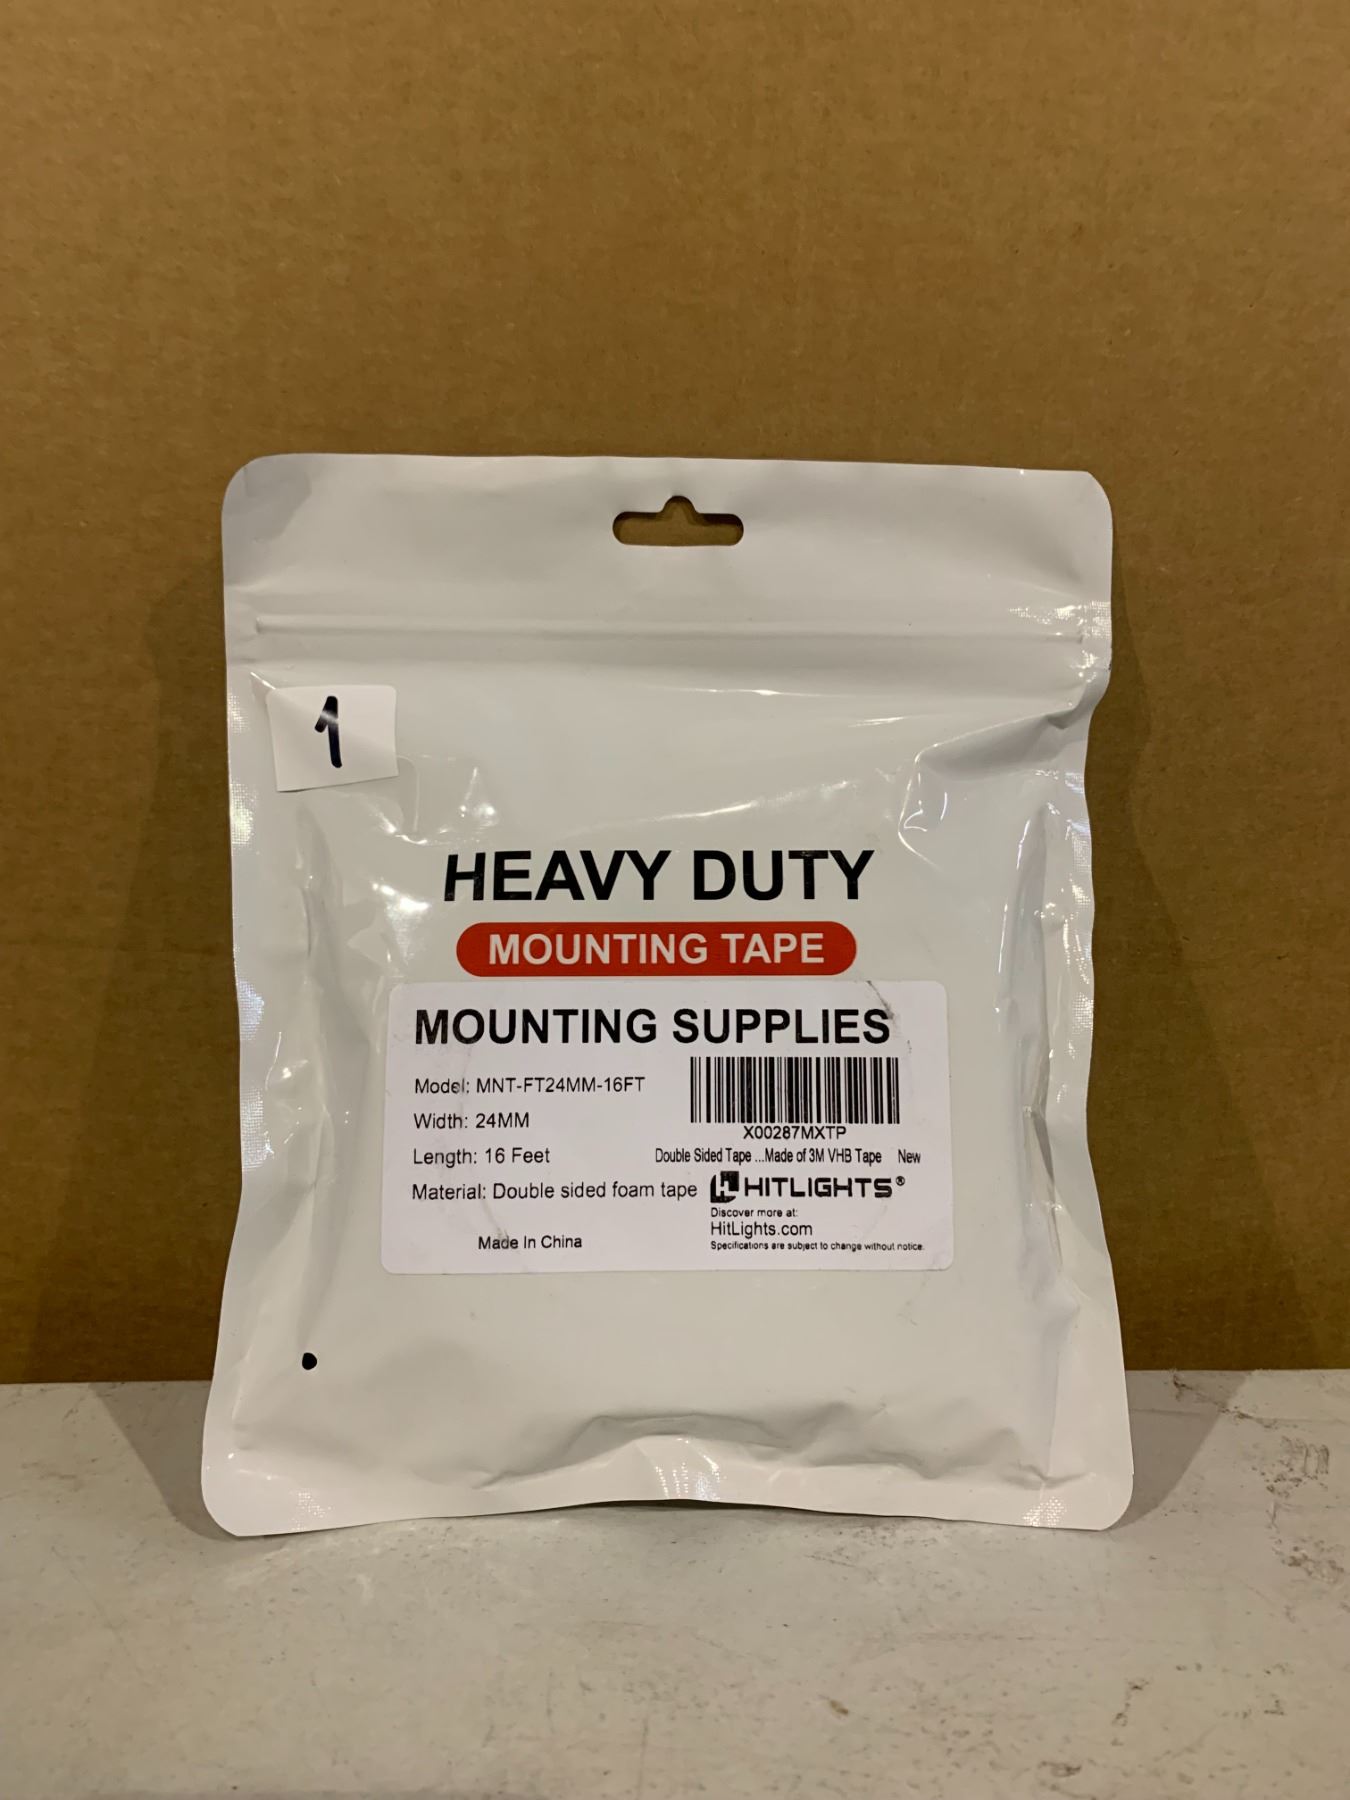 1
HEAVY DUTY
MOUNTING TAPE
MOUNTING SUPPLIES
Model: MNT-FT24MM-16FT
Width: 24MM
Length: 16 Feet
Material: Double sided foam tape
Made In China
X00287MXTP
Double Sided Tape ...Made of 3M VHB Tape New
HITLIGHTS®
Discover more at:
HitLights.com
Specifications are subject to change without notice.